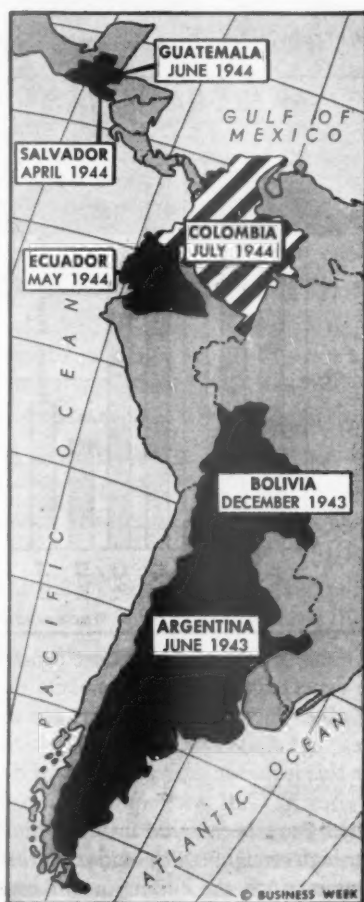 GUATEMALA
JUNE 1944
GULF OF
MEXICO
SALVADOR
APRIL 1944
COLOMBIA
JULY 1944
ECUADOR
MAY 1944
PACIFIC OCEAN
BOLIVIA
DECEMBER 1943
ARGENTINA
JUNE 1943
ATLANTIC OCEAN
© BUSINESS WEEK